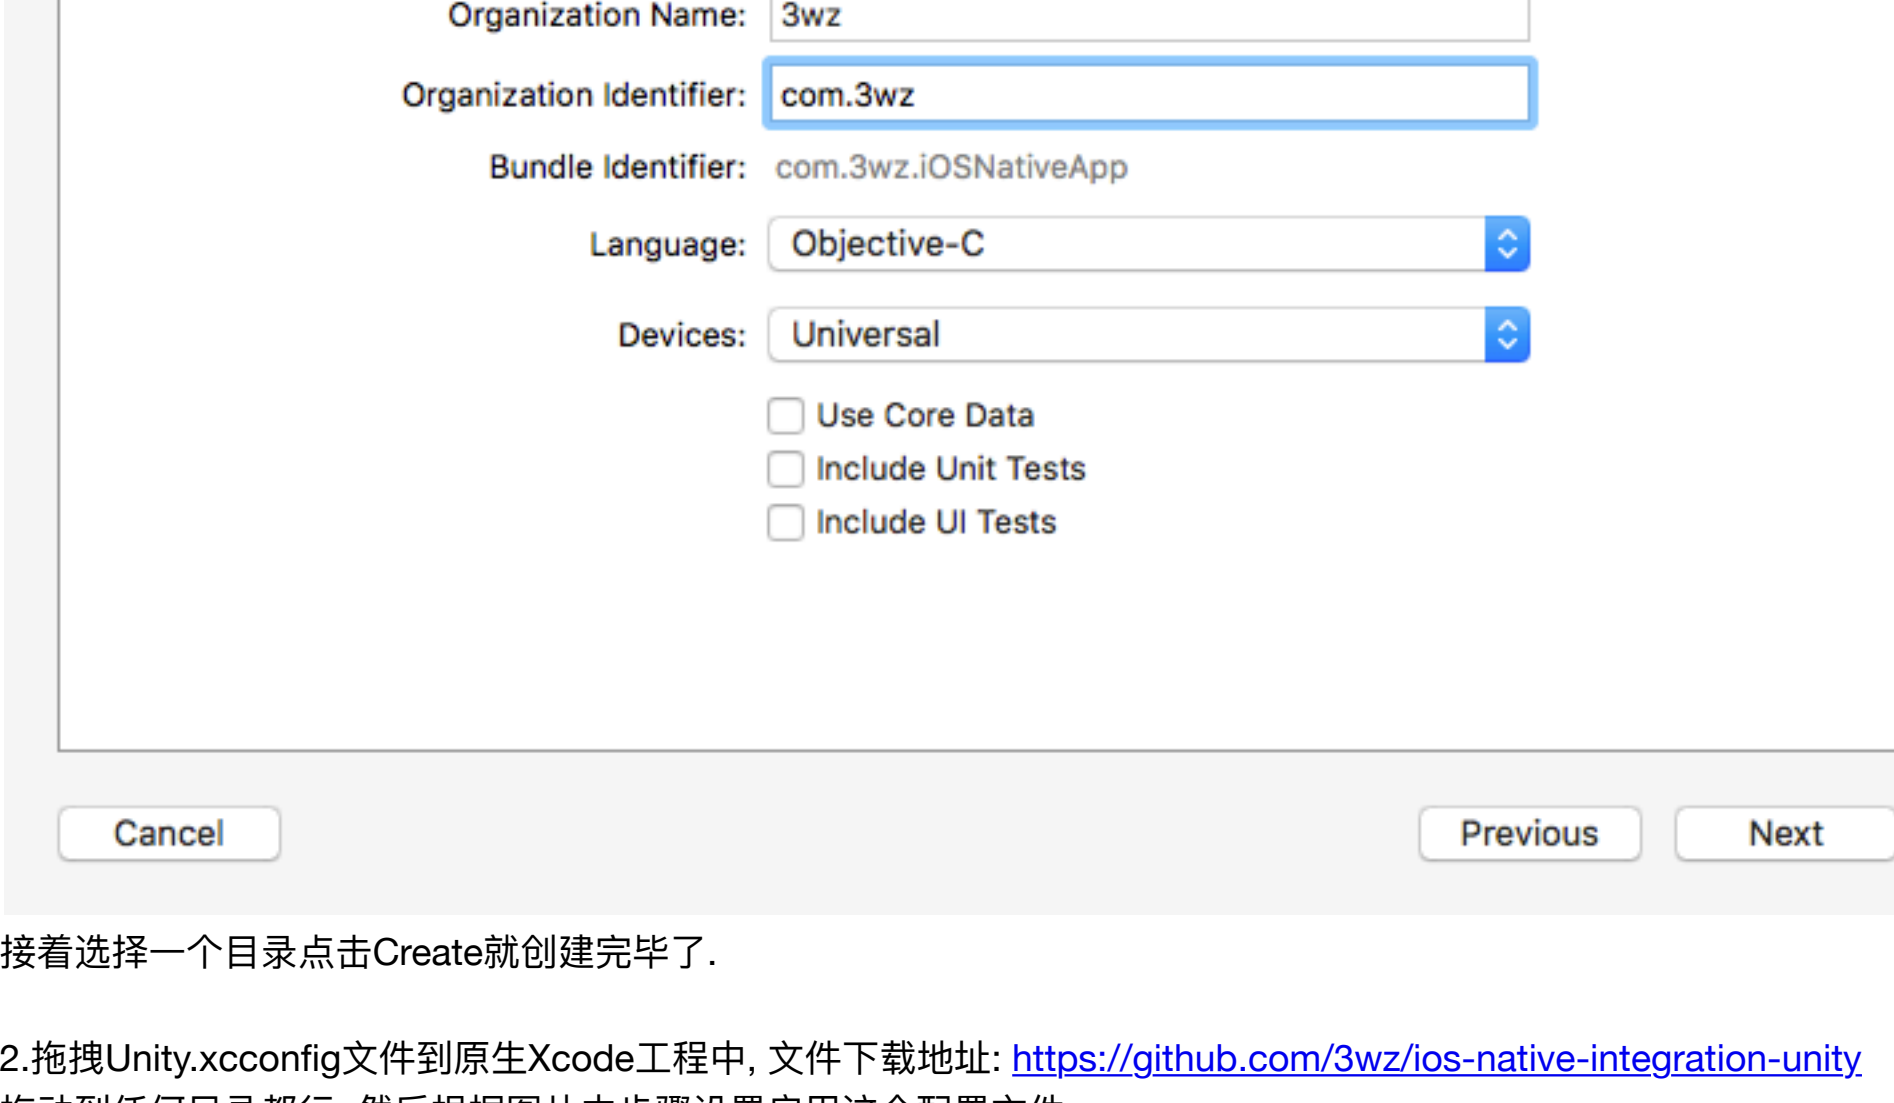 Organization Name: 3wz
Organization Identifier: com.3wz
Bundle Identifier: com.3wz.iOSNativeApp
Language: Objective-C
Devices: Universal
Use Core Data
Include Unit Tests
Include UI Tests
Cancel Previous Next
接着选择一个目录点击Create就创建完毕了.
2.拖拽Unity.xcconfig文件到原生Xcode工程中, 文件下载地址: https://github.com/3wz/ios-native-integration-unity